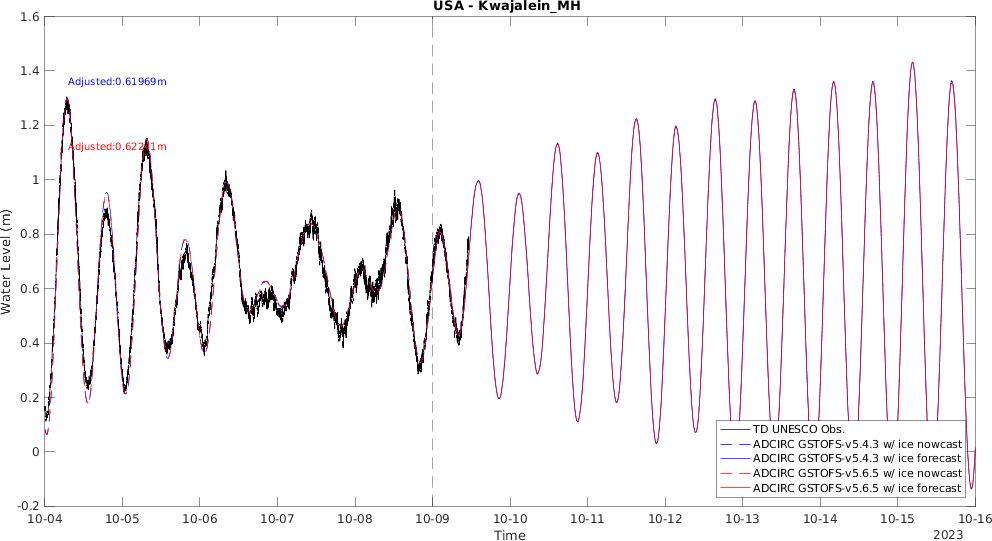 USA - Kwajalein_MH
Water Level (m)
1.6
1.4
1.2
1
0.8
0.6
0.4
0.2
0
-0.2
Adjusted:0.61969m
TD UNESCO Obs.
ADCIRC GSTOFS-v5.4.3 w/ ice nowcast
ADCIRC GSTOFS-v5.4.3 w/ ice forecast
ADCIRC GSTOFS-v5.6.5 w/ ice nowcast
ADCIRC GSTOFS-v5.6.5 w/ ice forecast
10-04 10-05 10-06 10-07 10-08 10-09 10-10 10-11 10-12 10-13 10-14 10-15 10-16
Time
2023